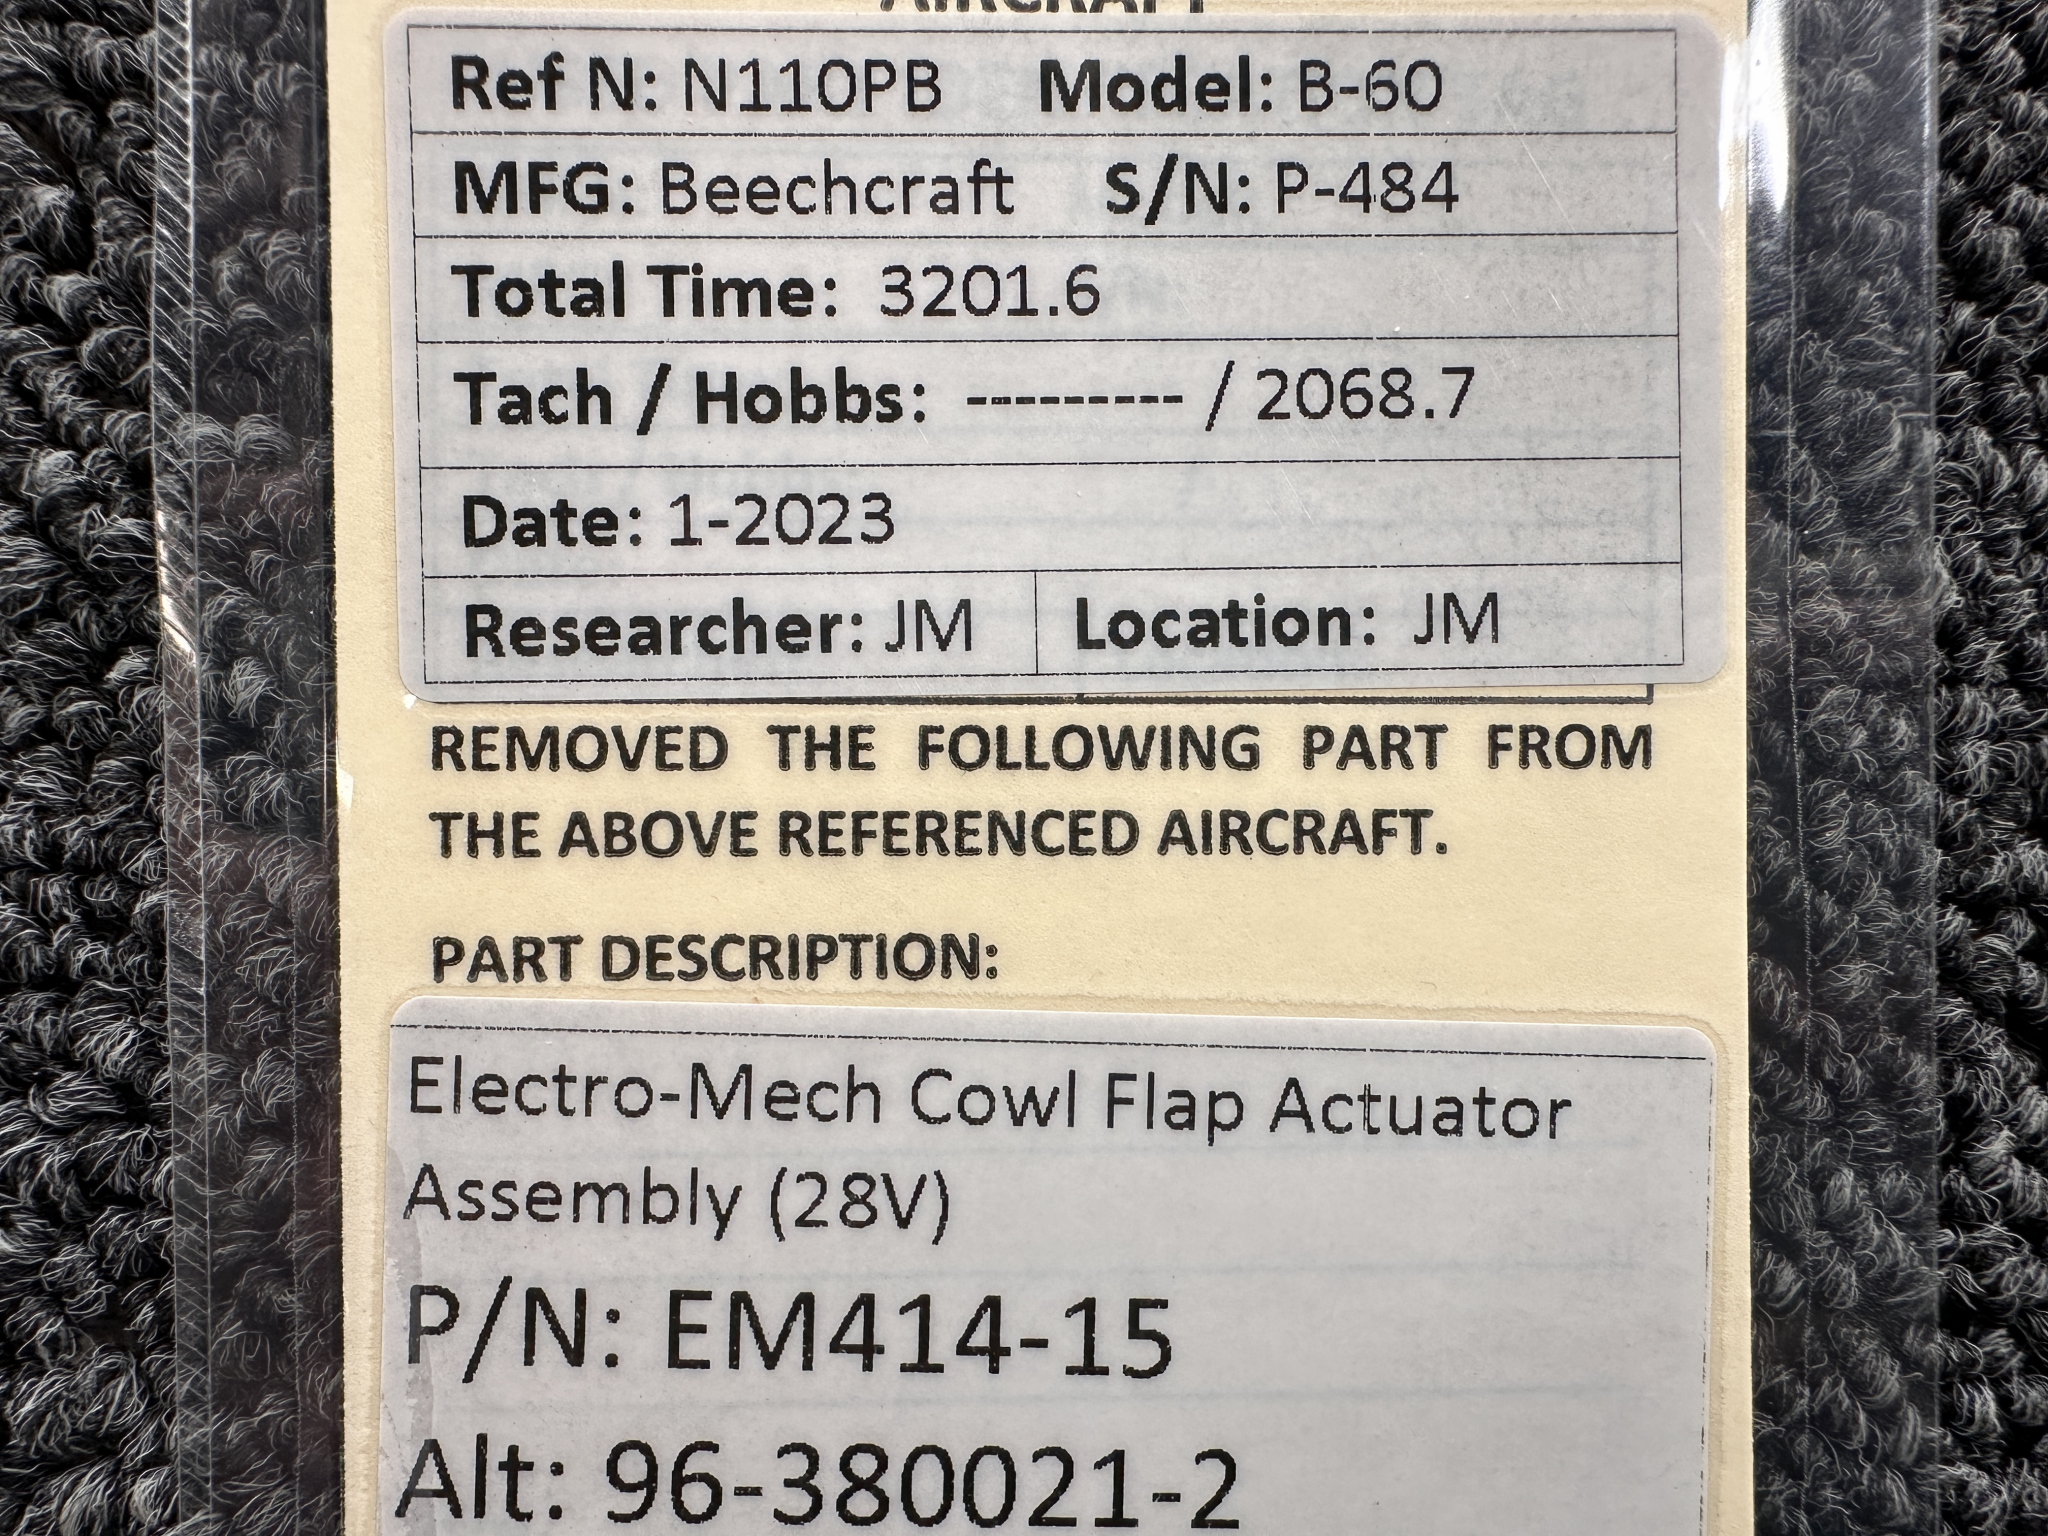 AIRCRAFT
Ref N: N110PB Model: B-60
MFG: Beechcraft S/N: P-484
Total Time: 3201.6
Tach / Hobbs: --------- / 2068.7
Date: 1-2023
Researcher: JM Location: JM
REMOVED THE FOLLOWING PART FROM
THE ABOVE REFERENCED AIRCRAFT.
PART DESCRIPTION:
Electro-Mech Cowl Flap Actuator
Assembly (28V)
P/N: EM414-15
Alt: 96-380021-2